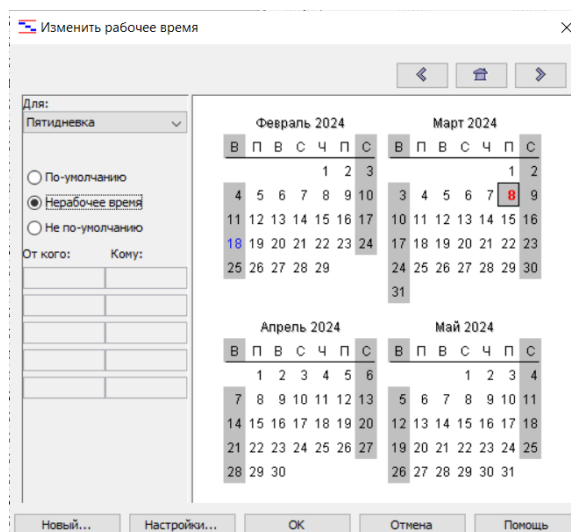 Изменить рабочее время
Для:
Пятидневка
По-умолчанию
Нерабочее время
Не по-умолчанию
От кого: Кому:
Февраль 2024
В П В С Ч П С
1 2 3
4 5 6 7 8 9 10
11 12 13 14 15 16 17
18 19 20 21 22 23 24
25 26 27 28 29
Март 2024
В П В С Ч П С
1 2
3 4 5 6 7 8 9
10 11 12 13 14 15 16
17 18 19 20 21 22 23
24 25 26 27 28 29 30
31
Апрель 2024
В П В С Ч П С
1 2 3 4 5 6
7 8 9 10 11 12 13
14 15 16 17 18 19 20
21 22 23 24 25 26 27
28 29 30
Май 2024
В П В С Ч П С
1 2 3 4
5 6 7 8 9 10 11
12 13 14 15 16 17 18
19 20 21 22 23 24 25
26 27 28 29 30 31
Новый... Настройки... ОК Отмена Помощь